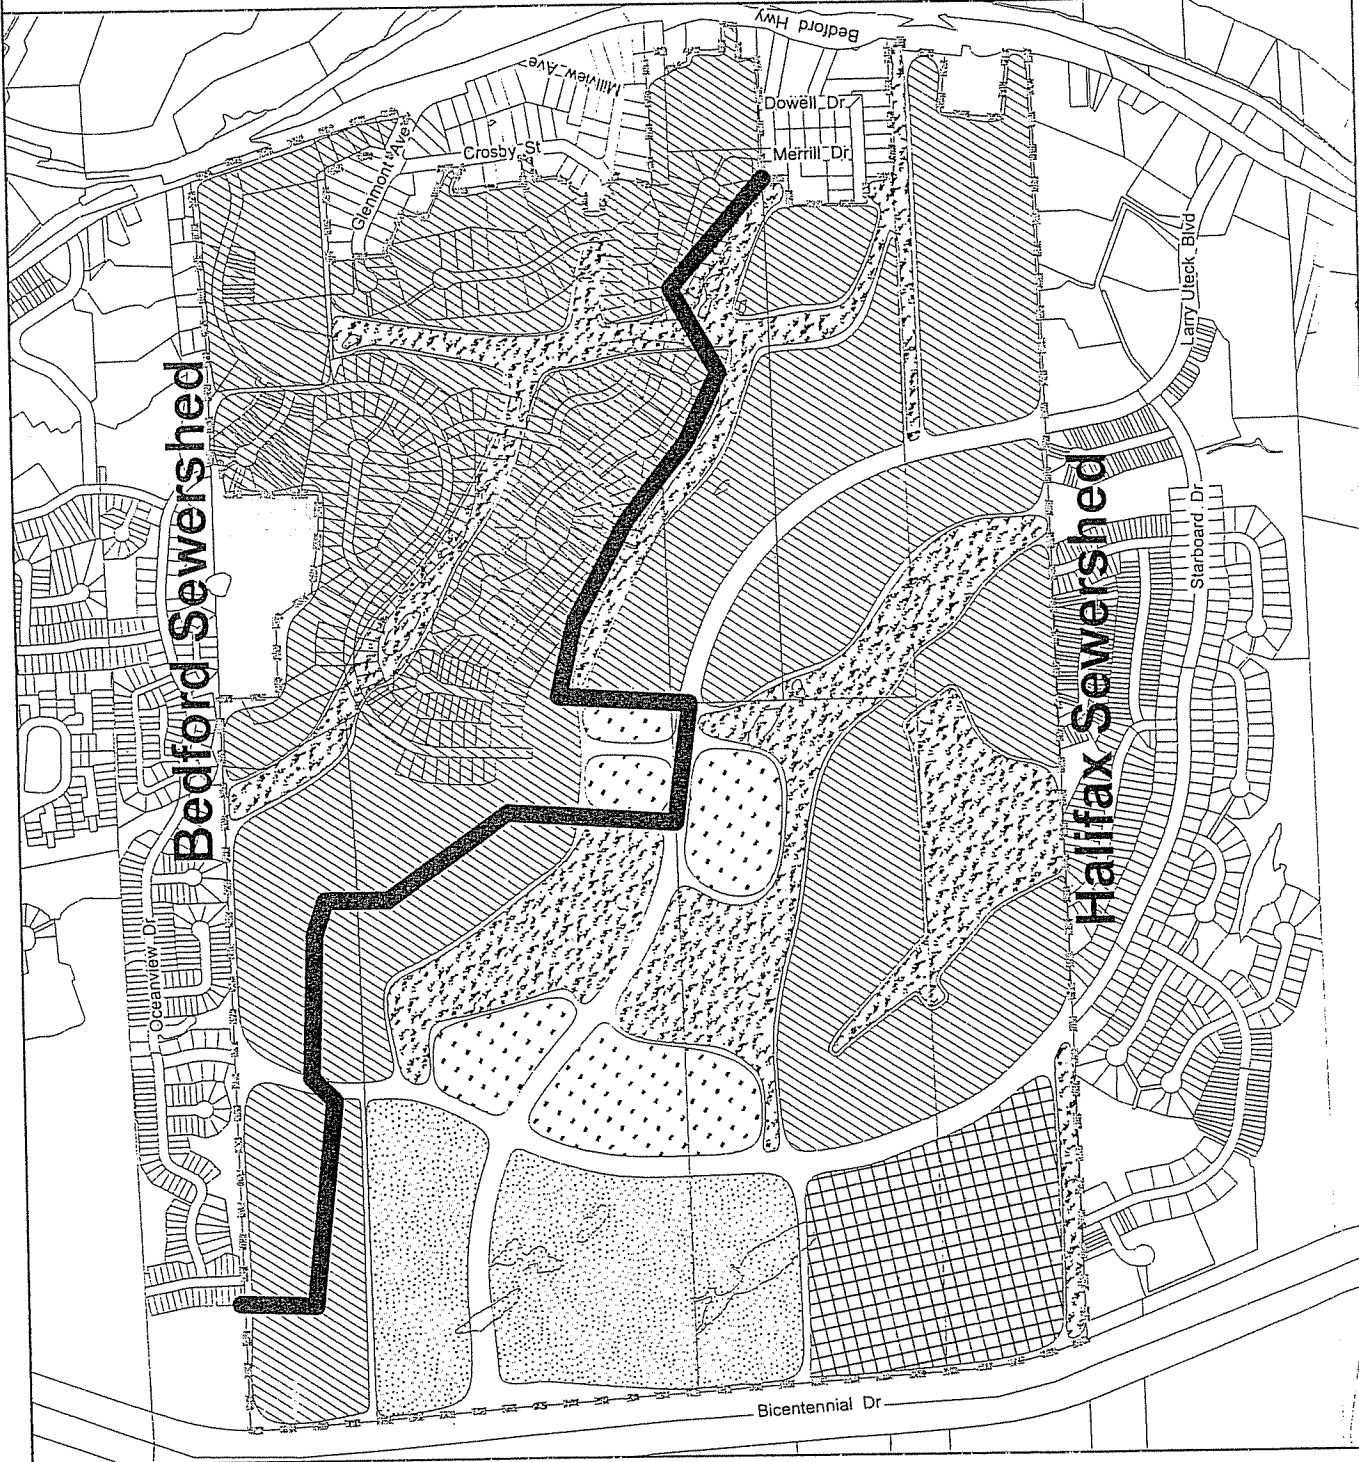 Bedford Hwy
Millview Ave
Dowell Dr
Crosby St
Merrill Dr
Glenmont Ave
Larry Uteck Blvd
Bedford Sewershed
Halifax Sewershed
Starboard Dr
Oceanview Dr
Bicentennial Dr